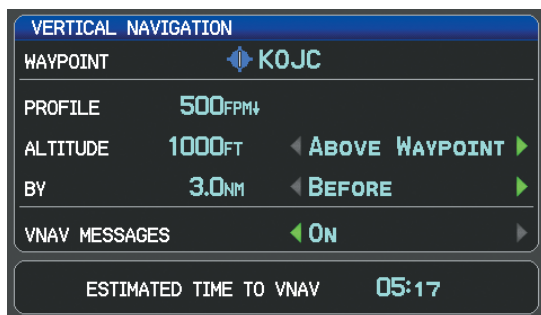 VERTICAL NAVIGATION
WAYPOINT KOJC
PROFILE 500FPM↓
ALTITUDE 1000FT ABOVE WAYPOINT
BY 3.0NM BEFORE
VNAV MESSAGES ON
ESTIMATED TIME TO VNAV 05:17